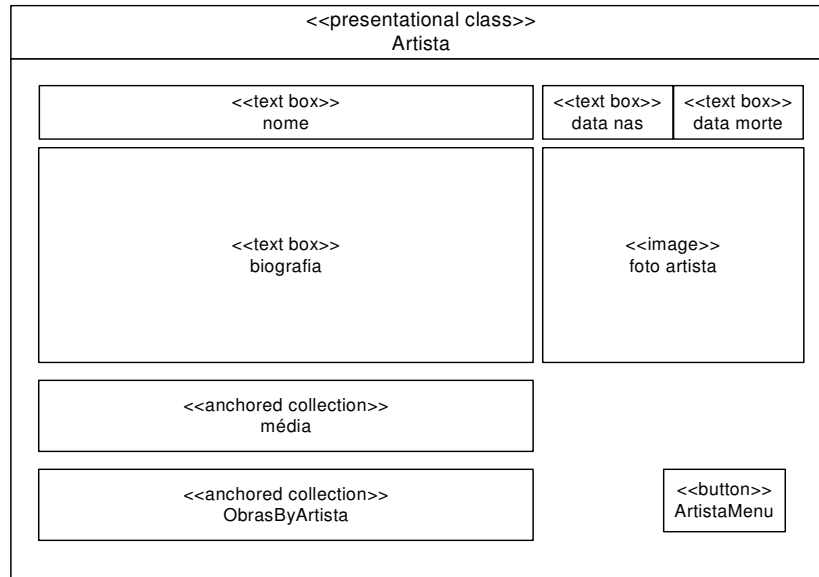 <<presentational class>>
Artista
<<text box>>
nome
<<text box>>
data nas
<<text box>>
data morte
<<text box>>
biografia
<<image>>
foto artista
<<anchored collection>>
média
<<anchored collection>>
ObrasByArtista
<<button>>
ArtistaMenu